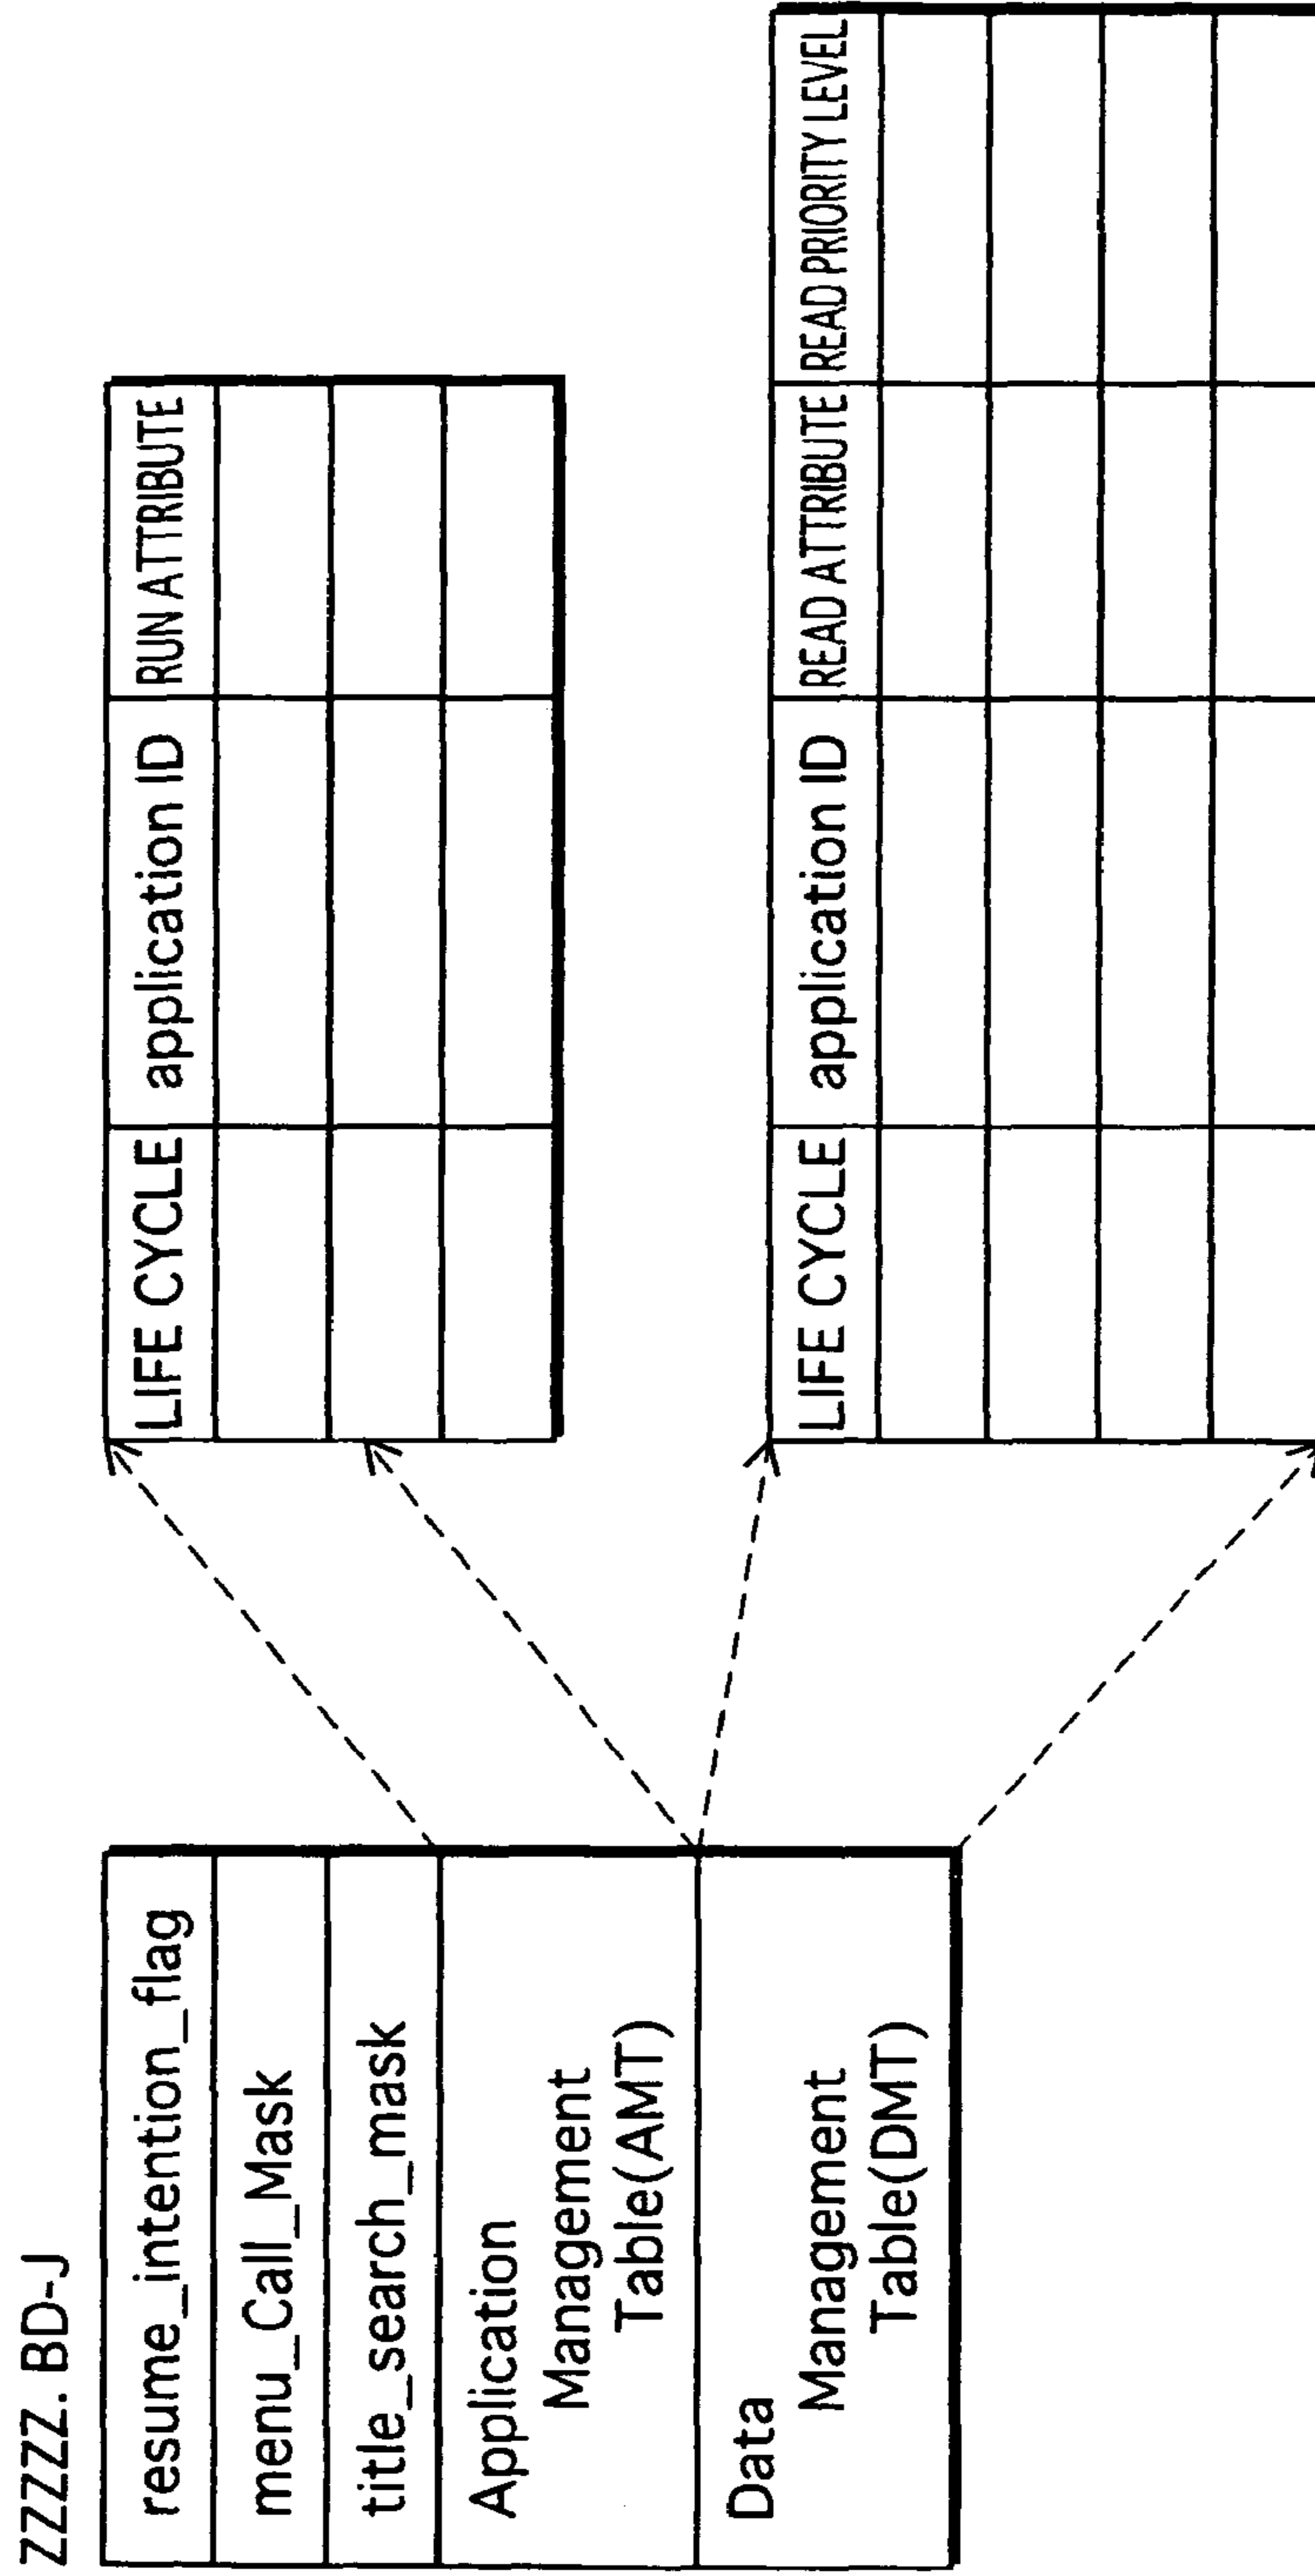 ZZZZZ. BD-J
resume_intention_flag
menu_Call_Mask
title_search_mask
Application
Management
Table(AMT)
Data
Management
Table(DMT)
LIFE CYCLE application ID RUN ATTRIBUTE
LIFE CYCLE application ID READ ATTRIBUTE READ PRIORITY LEVEL